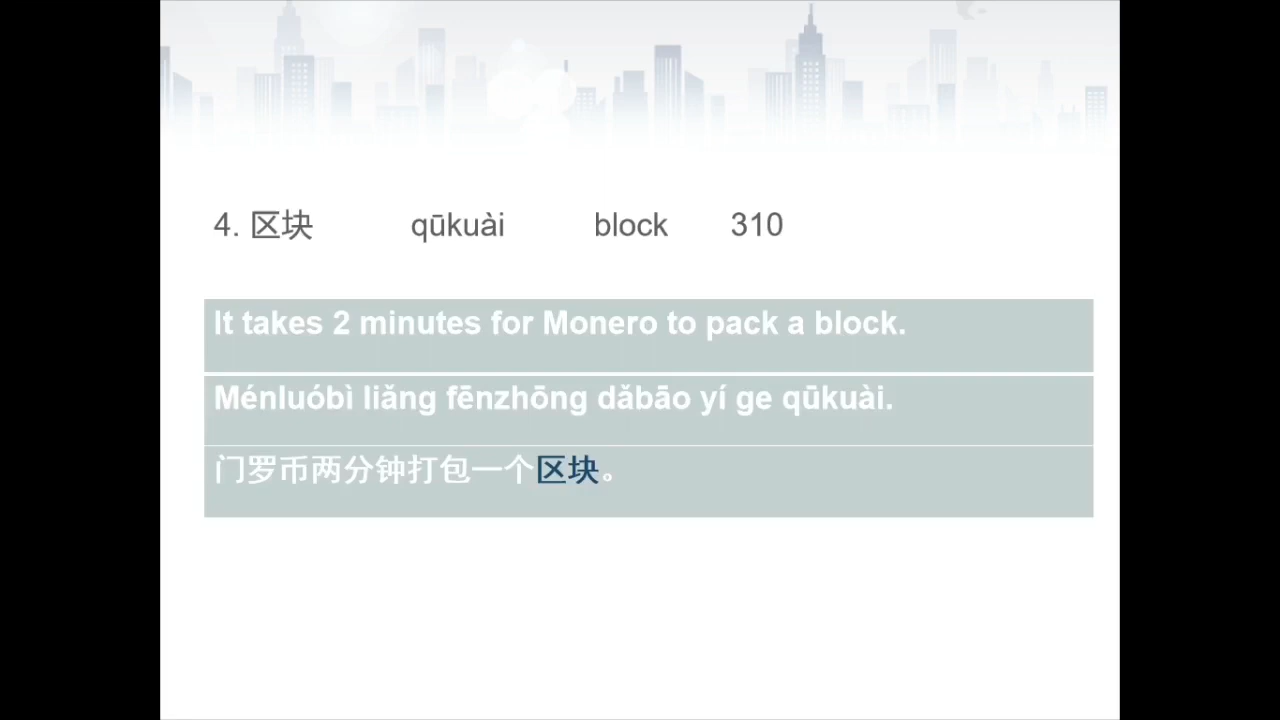 4. 区块 qūkuài block 310
It takes 2 minutes for Monero to pack a block.
Ménluóbì liǎng fēnzhōng dǎbāo yí ge qūkuài.
门罗币两分钟打包一个区块。